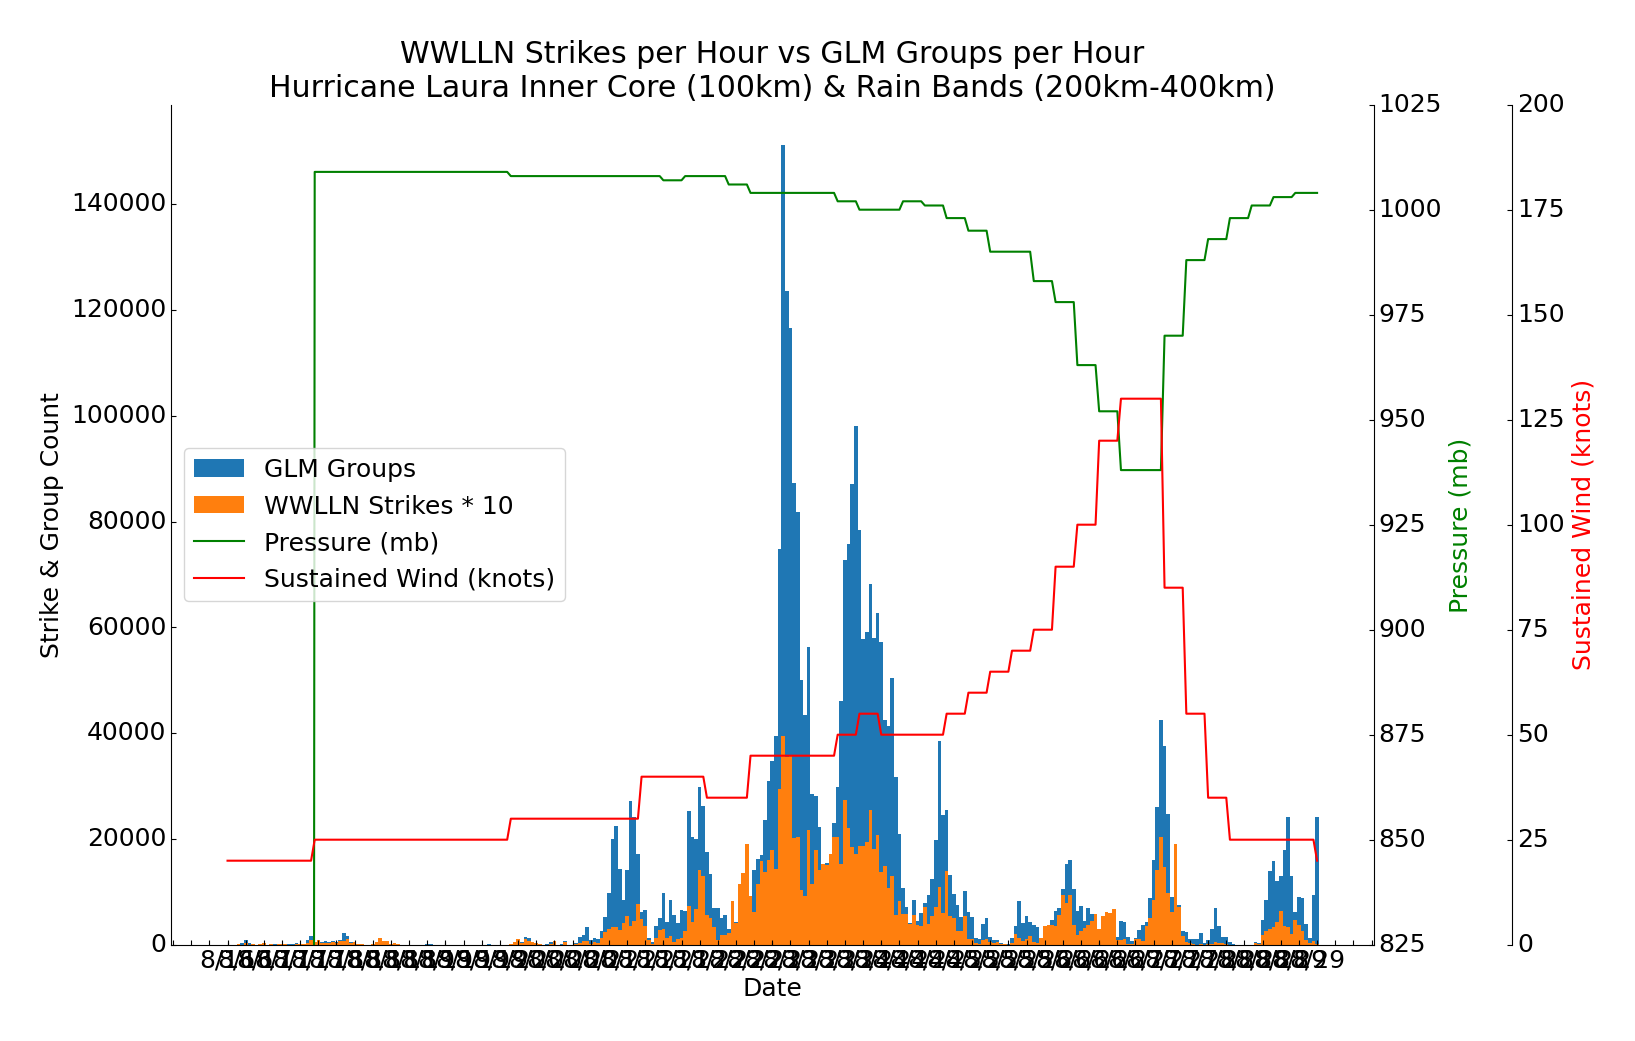 WWLLN Strikes per Hour vs GLM Groups per Hour
Hurricane Laura Inner Core (100km) & Rain Bands (200km-400km)
Strike & Group Count
140000
120000
100000
80000
60000
40000
20000
0
GLM Groups
WWLLN Strikes * 10
Pressure (mb)
Sustained Wind (knots)
1025
1000
975
950
925
900
875
850
825
Pressure (mb)
200
175
150
125
100
75
50
25
0
Sustained Wind (knots)
Date